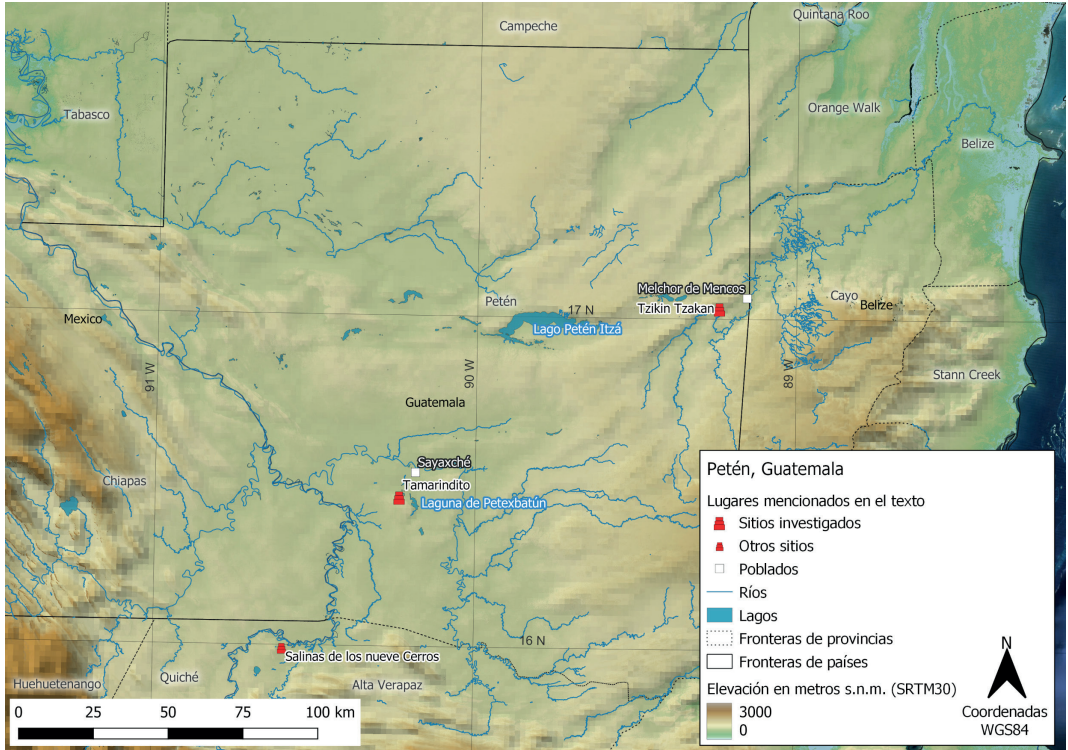 Campeche
Quintana Roo
Tabasco
Orange Walk
Belize
Melchor de Mencos
Petén
17 N
Tzikin Tzakan
Cayo
Belize
Mexico
Lago Petén Itzá
91 W
90 W
89 W
Stann Creek
Guatemala
Sayaxché
Chiapas
Tamarindito
Laguna de Petexbatún
16 N
Salinas de los nueve Cerros
Huehuetenango
Quiché
Alta Verapaz
0 25 50 75 100 km
Petén, Guatemala
Lugares mencionados en el texto
Sitios investigados
Otros sitios
Poblados
Ríos
Lagos
Fronteras de provincias
Fronteras de países
Elevación en metros s.n.m. (SRTM30)
3000
0
N
Coordenadas
WGS84